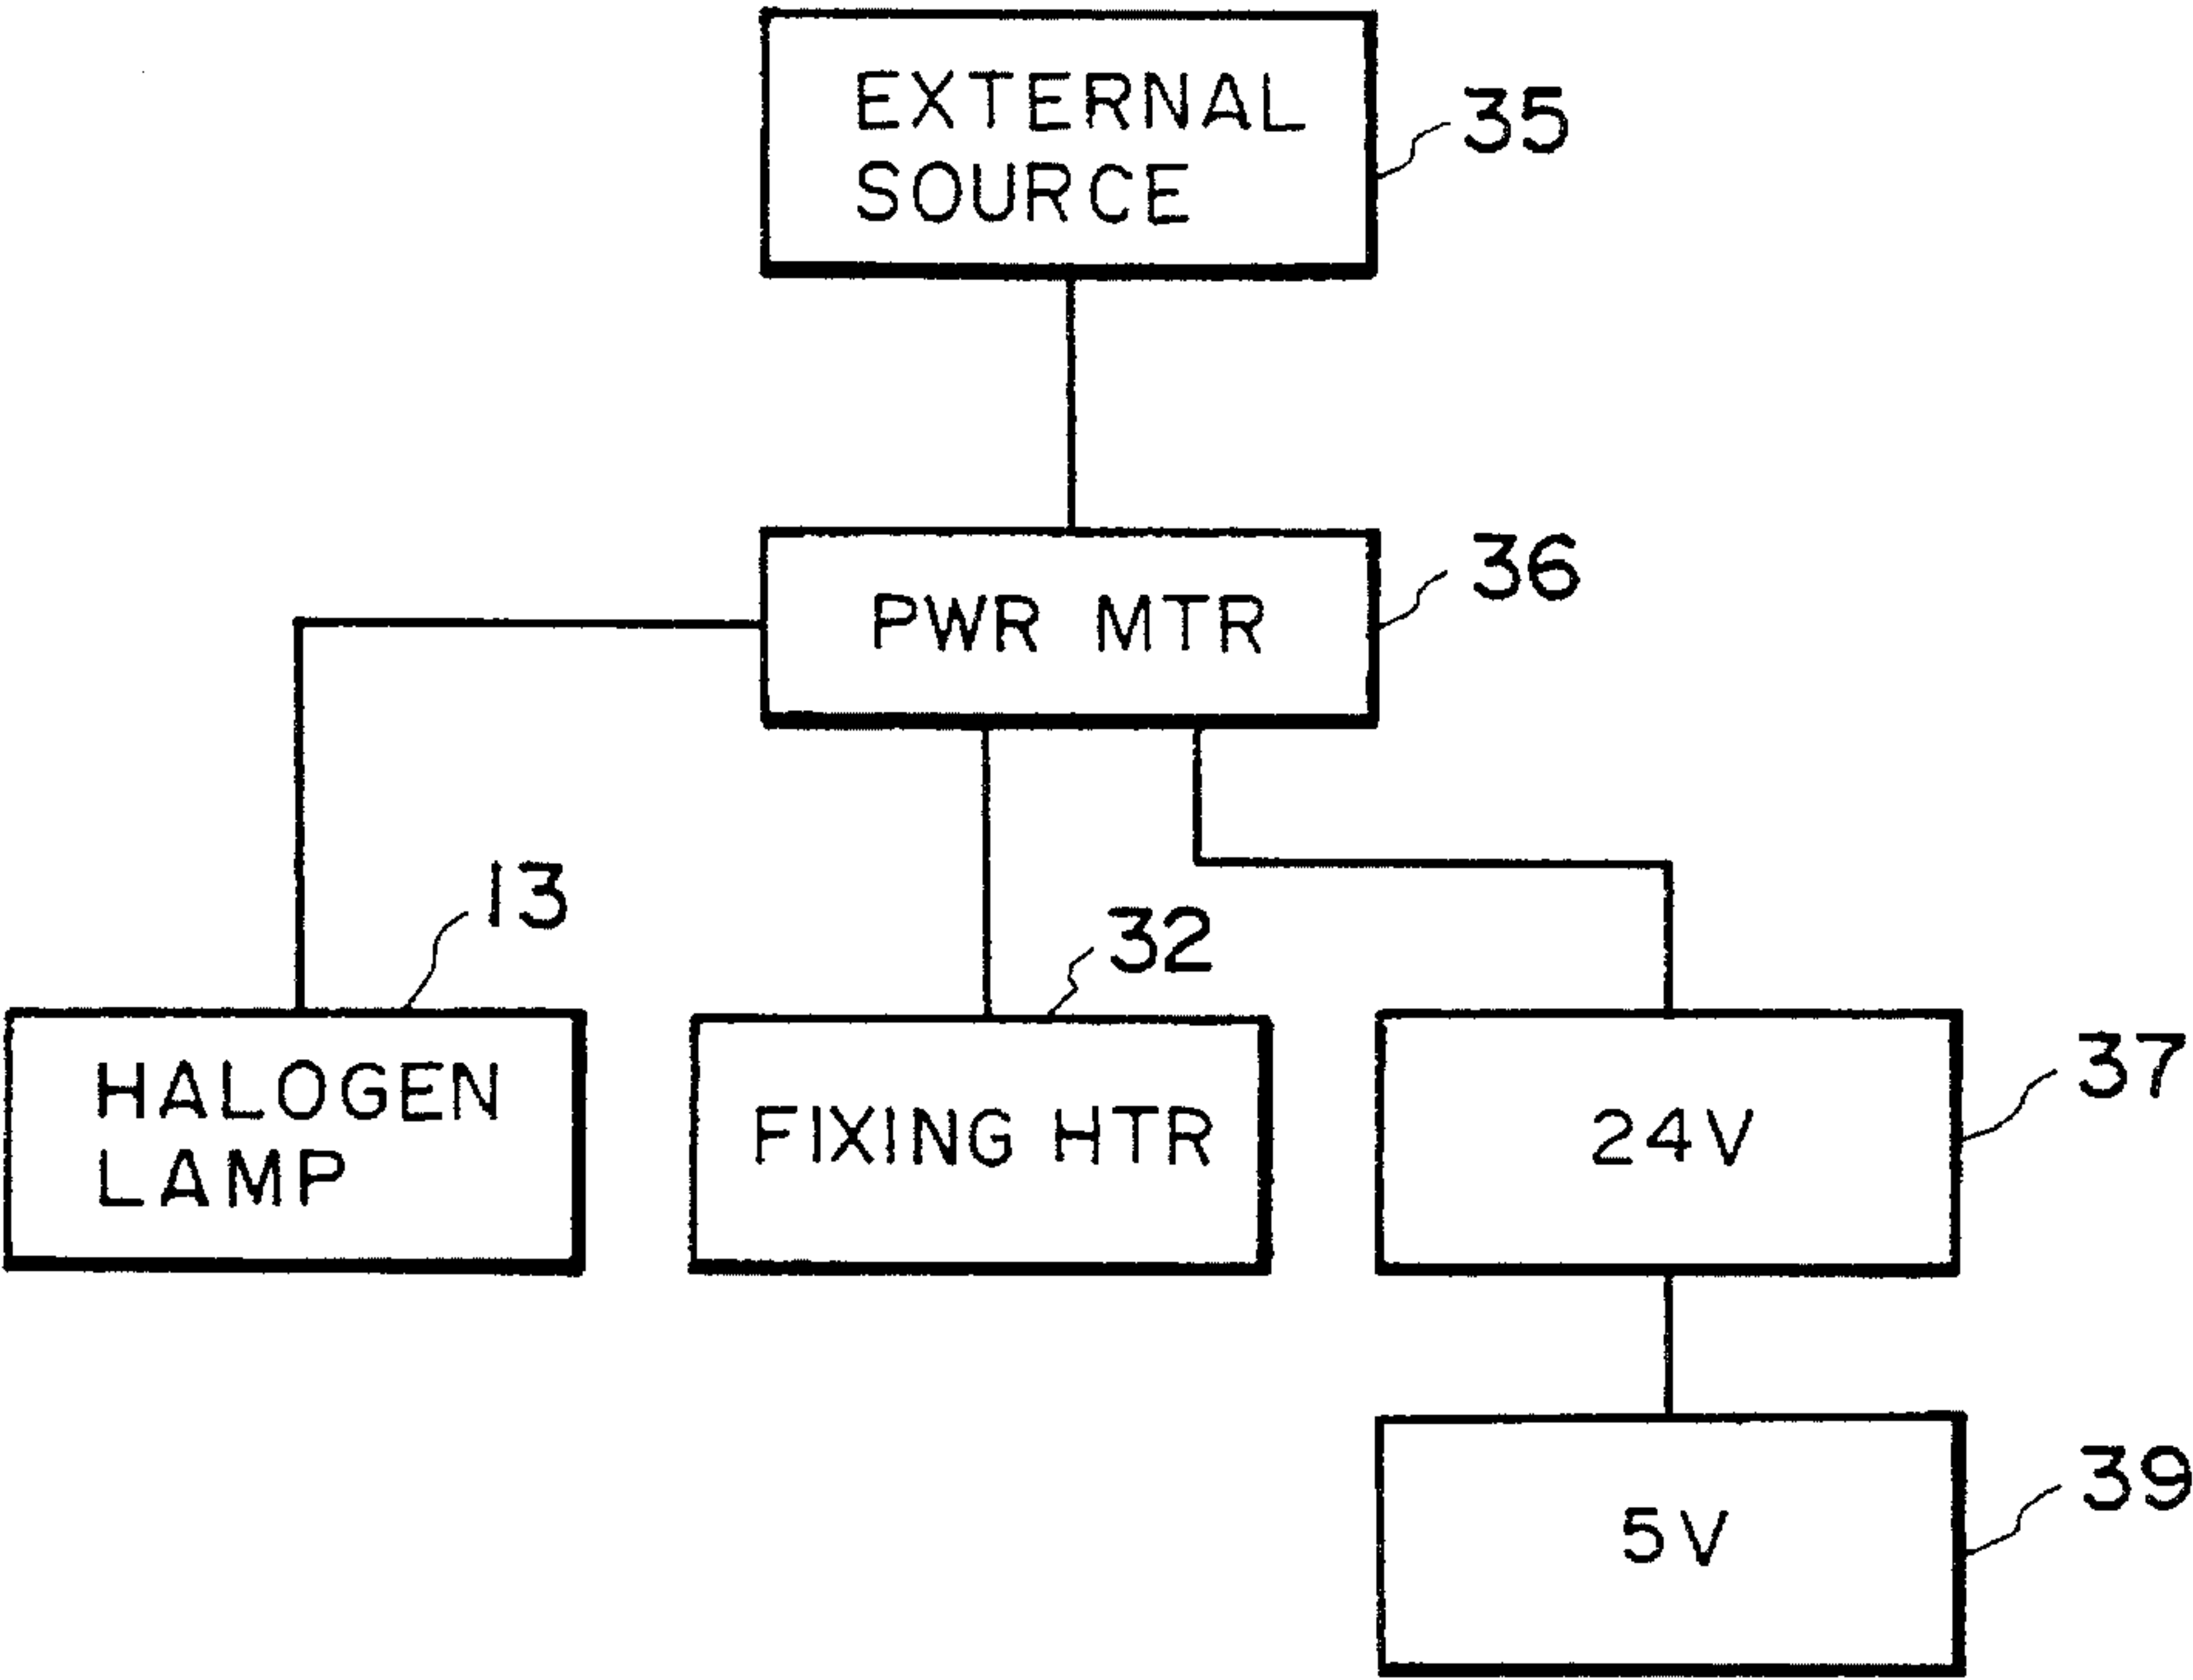 EXTERNAL
SOURCE
35
PWR MTR
36
13
32
HALOGEN
LAMP
FIXING HTR
24V
37
5V
39